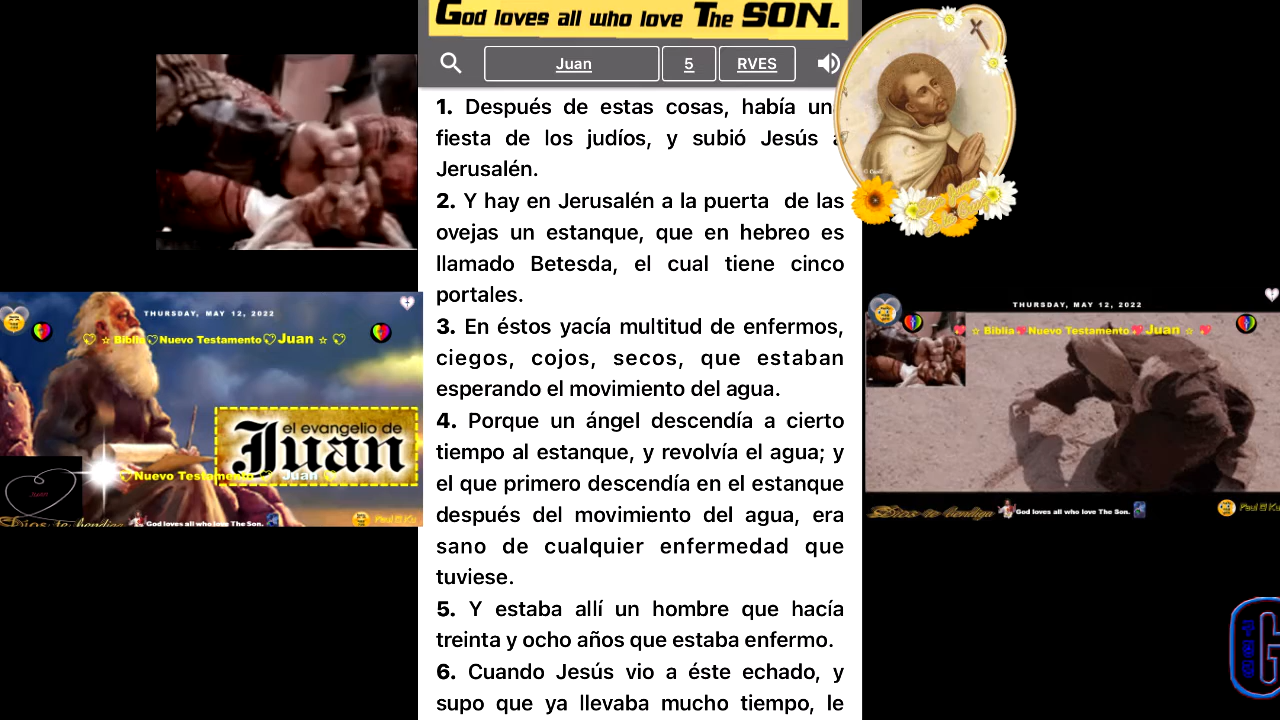 God loves all who love The SON.
Juan 5 RVES
1. Después de estas cosas, había un
fiesta de los judíos, y subió Jesús a
Jerusalén.
2. Y hay en Jerusalén a la puerta de las
ovejas un estanque, que en hebreo es
llamado Betesda, el cual tiene cinco
portales.
3. En éstos yacía multitud de enfermos,
ciegos, cojos, secos, que estaban
esperando el movimiento del agua.
4. Porque un ángel descendía a cierto
tiempo al estanque, y revolvía el agua; y
el que primero descendía en el estanque
después del movimiento del agua, era
sano de cualquier enfermedad que
tuviese.
5. Y estaba allí un hombre que hacía
treinta y ocho años que estaba enfermo.
6. Cuando Jesús vio a éste echado, y
supo que ya llevaba mucho tiempo, le
THURSDAY, MAY 12, 2022
☆ Biblia Nuevo Testamento Juan ☆
el evangelio de
Juan
Nuevo Testamento Juan
Dios te bendiga
God loves all who love The Son.
Paul G
THURSDAY, MAY 12, 2022
☆ Biblia Nuevo Testamento Juan ☆
Dios te bendiga
God loves all who love The Son.
Paul G